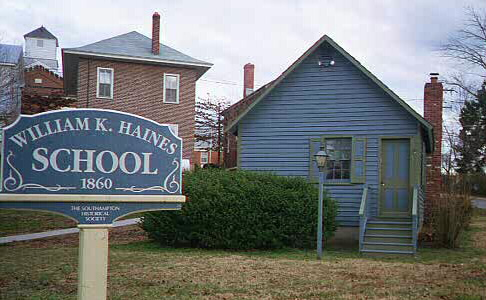 WILLIAM K. HAINES
SCHOOL
1860
THE SOUTHAMPTON
HISTORICAL
SOCIETY